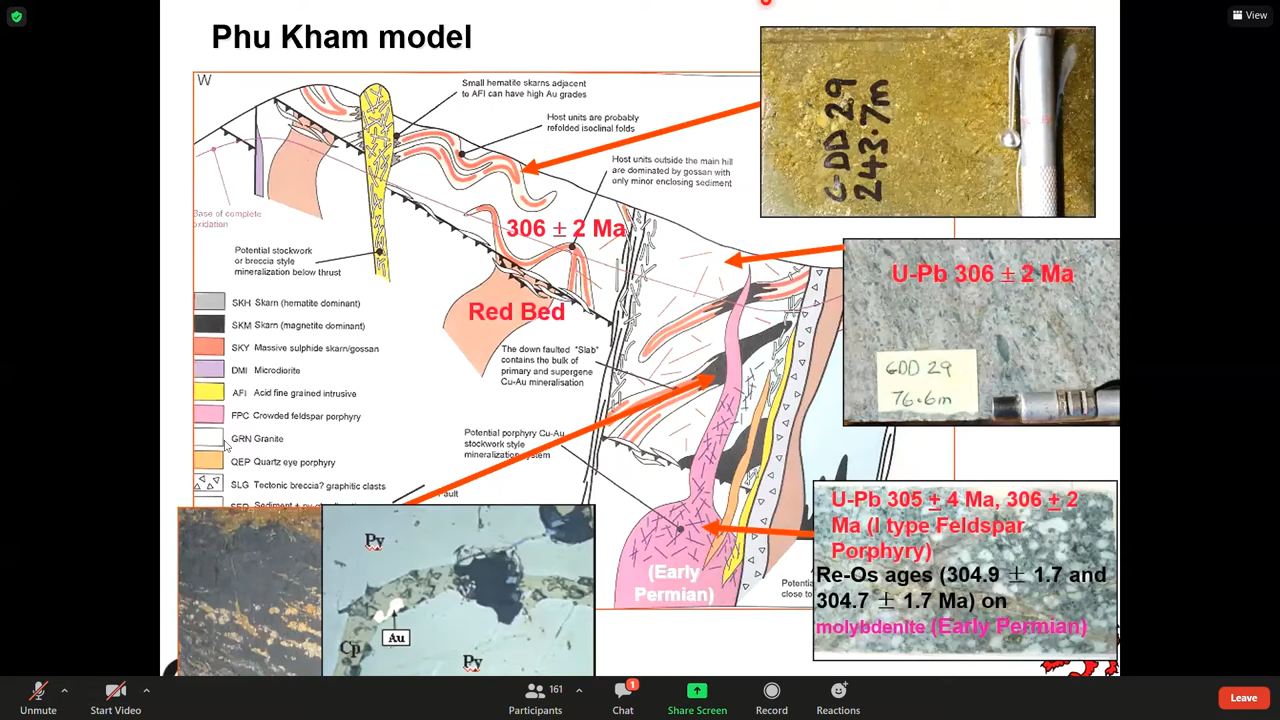 View
Phu Kham model
W
Small hematite skarns adjacent
to AFI can have high Au grades
Host units are probably
refolded isoclinal folds
Host units outside the main hill
are dominated by gossan with
only minor enclosing sediment
GDD 29
243.7m
Base of complete
oxidation
306 ± 2 Ma
Potential stockwork
or breccia style
mineralization below thrust
U-Pb 306 ± 2 Ma
GDD 29
76.6m
Red Bed
SKH Skarn (hematite dominant)
SKM Skarn (magnetite dominant)
SKY Massive sulphide skarn/gossan
DMI Microdiorite
AFI Acid fine grained intrusive
FPC Crowded feldspar porphyry
GRN Granite
QEP Quartz eye porphyry
SLG Tectonic breccia? graphitic clasts
The down faulted "Slab"
contains the bulk of
primary and supergene
Cu-Au mineralisation
Potential porphyry Cu-Au
stockwork style
mineralization system
U-Pb 305 ± 4 Ma, 306 ± 2
Ma (I type Feldspar
Porphyry)
Re-Os ages (304.9 ± 1.7 and
304.7 ± 1.7 Ma) on
molybdenite (Early Permian)
(Early
Permian)
Py
Au
Cp
Py
Unmute
Start Video
161
Participants
1
Chat
Share Screen
Record
Reactions
Leave